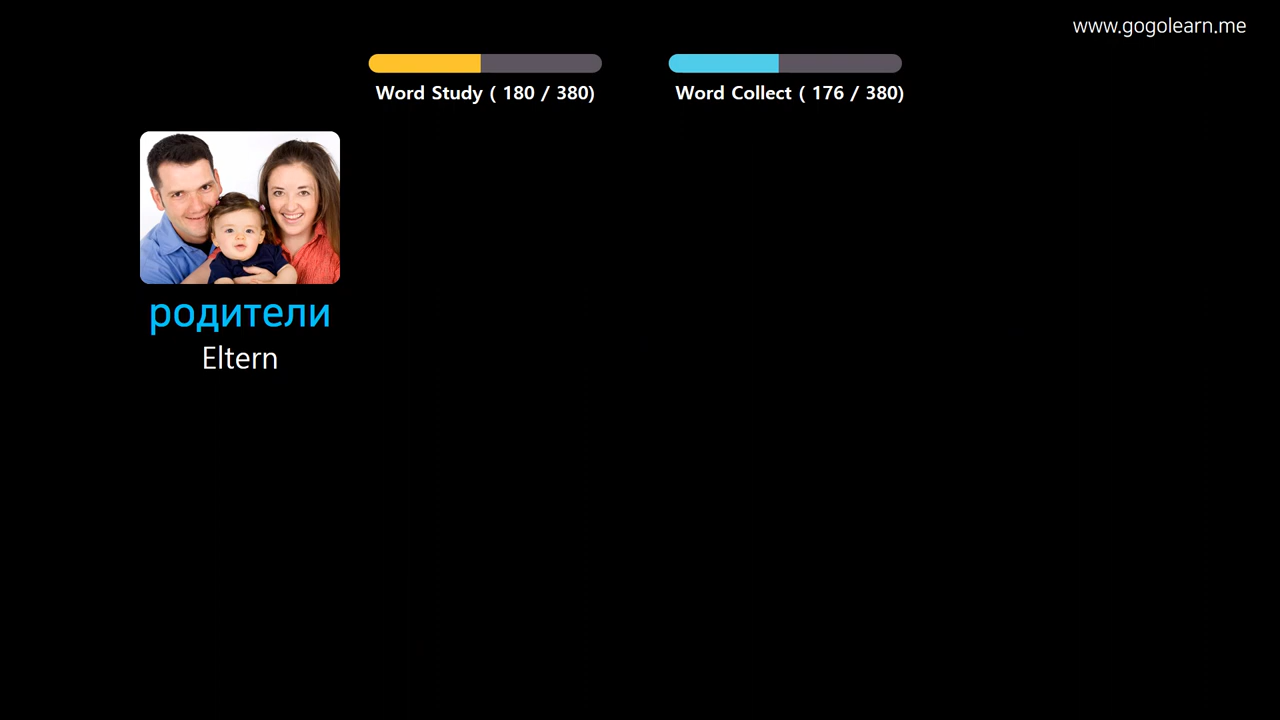 www.gogolearn.me
Word Study ( 180 / 380)
Word Collect ( 176 / 380)
родители
Eltern